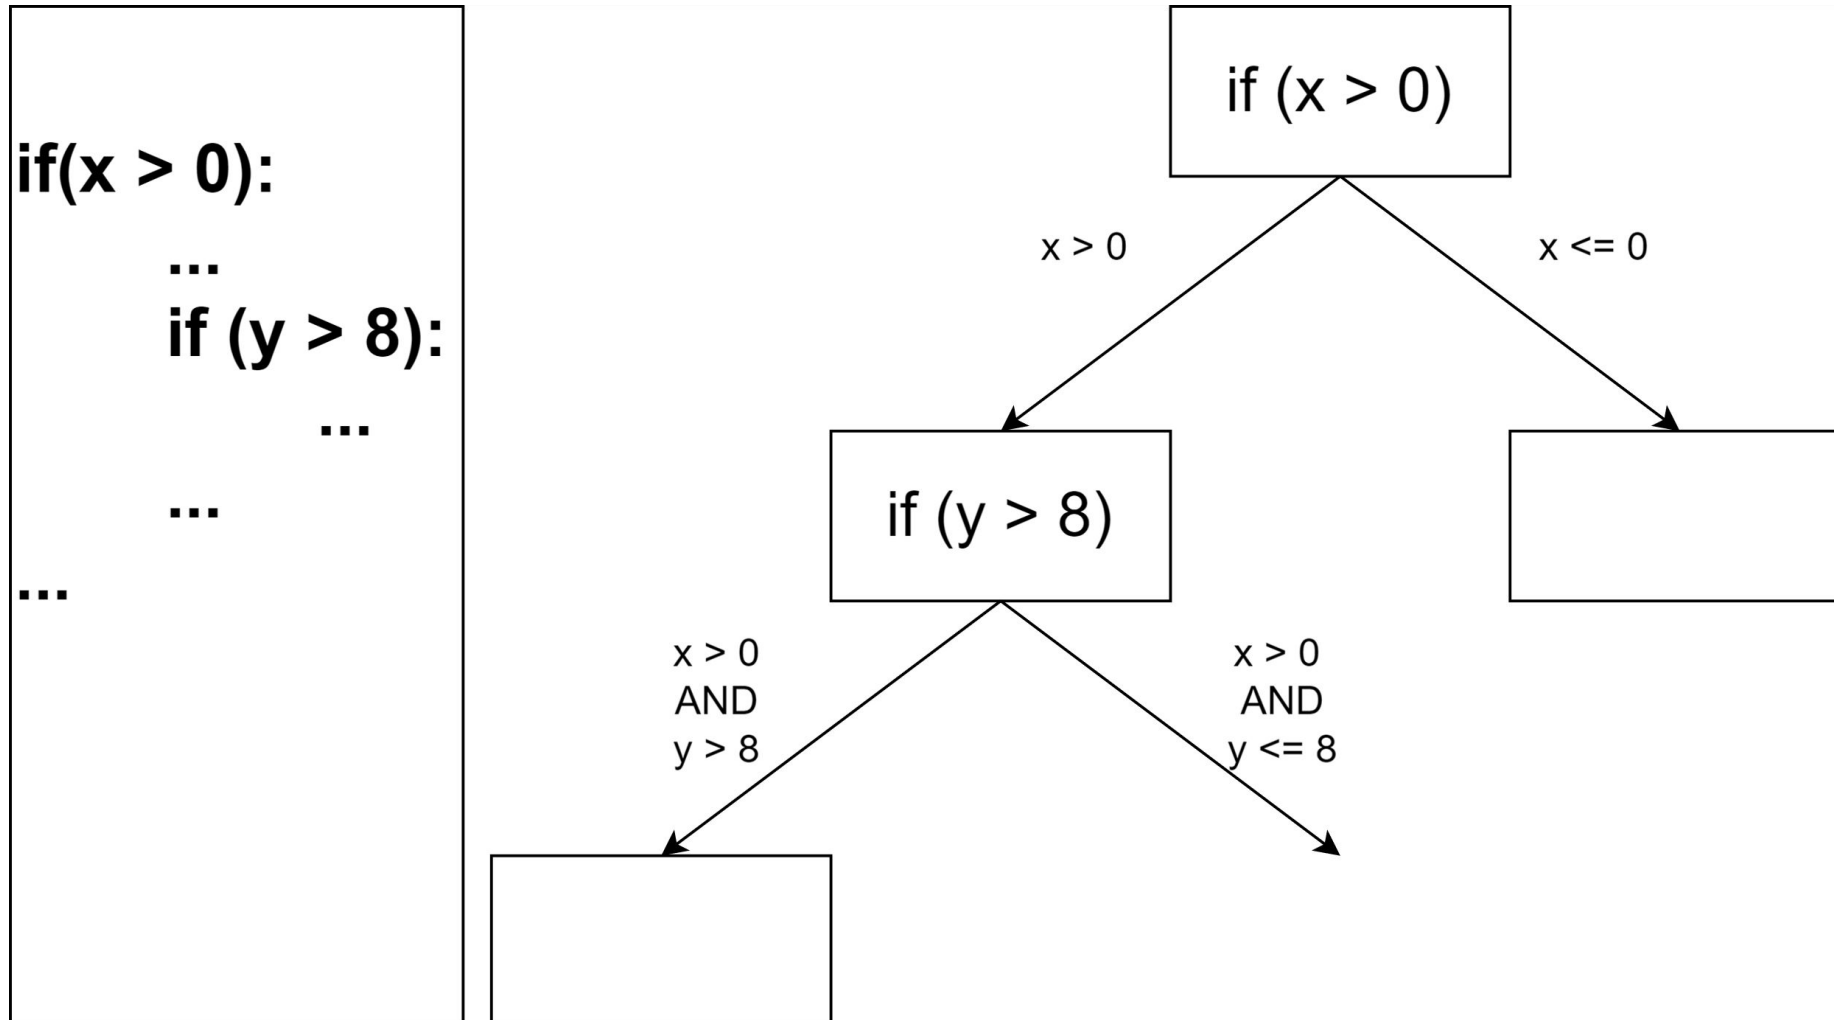 if(x > 0):
...
if (y > 8):
...
...
...
if (x > 0)
x > 0
x <= 0
if (y > 8)
x > 0
AND
y > 8
x > 0
AND
y <= 8